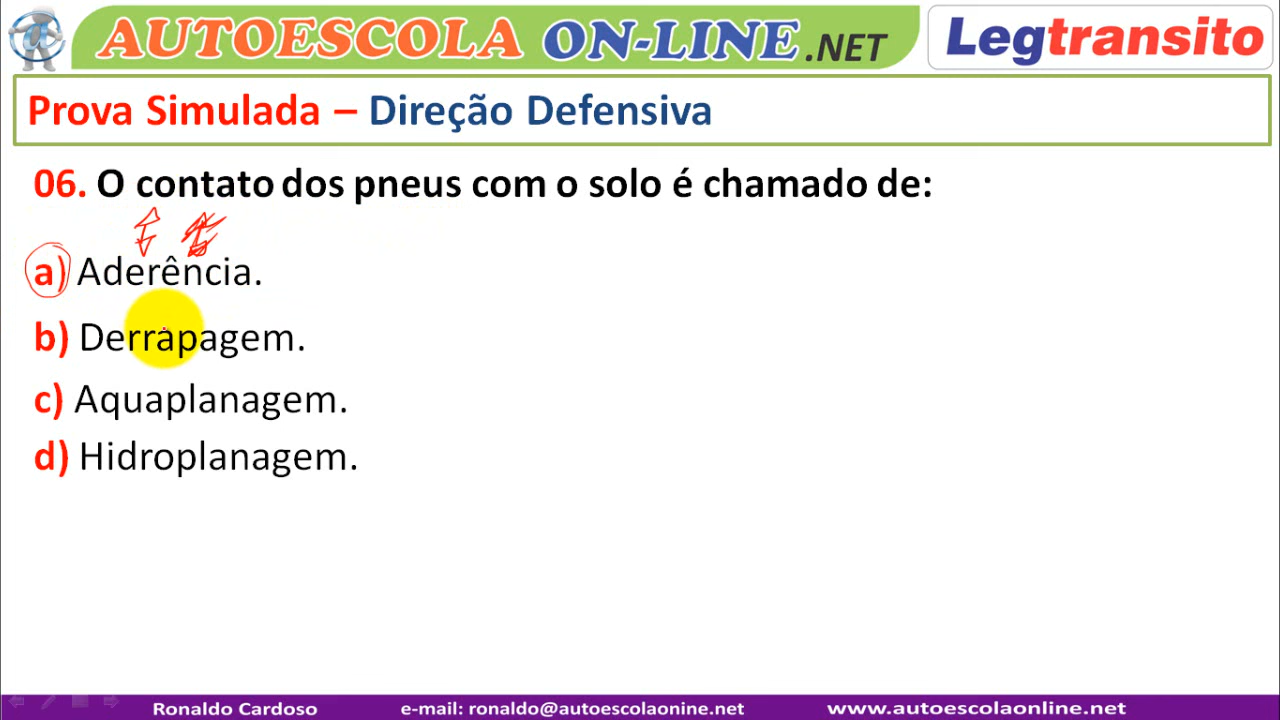 AUTOESCOLA ON-LINE.NET
Legtransito
Prova Simulada – Direção Defensiva
06. O contato dos pneus com o solo é chamado de:
a) Aderência.
b) Derrapagem.
c) Aquaplanagem.
d) Hidroplanagem.
Ronaldo Cardoso e-mail: ronaldo@autoescolaonine.net www.autoescolaonline.net